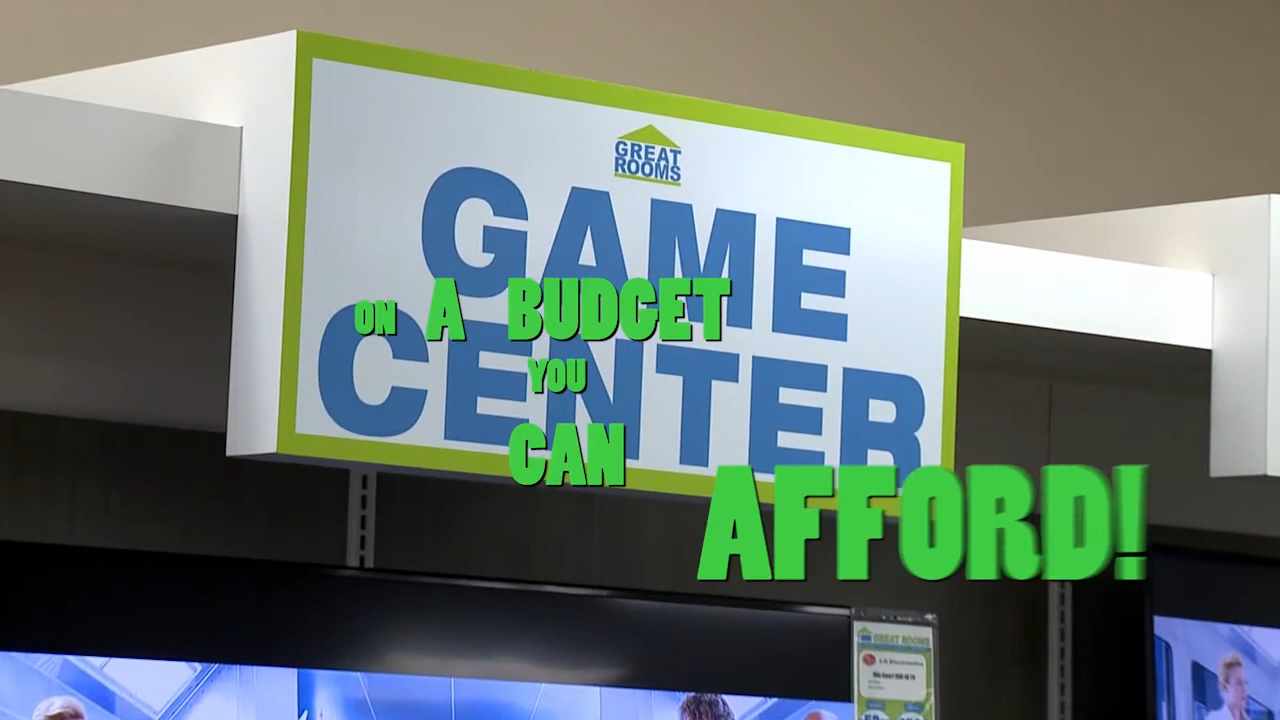 GREAT
ROOMS
GAME
CENTER
ON A BUDGET
YOU
CAN
AFFORD!
GREAT ROOMS